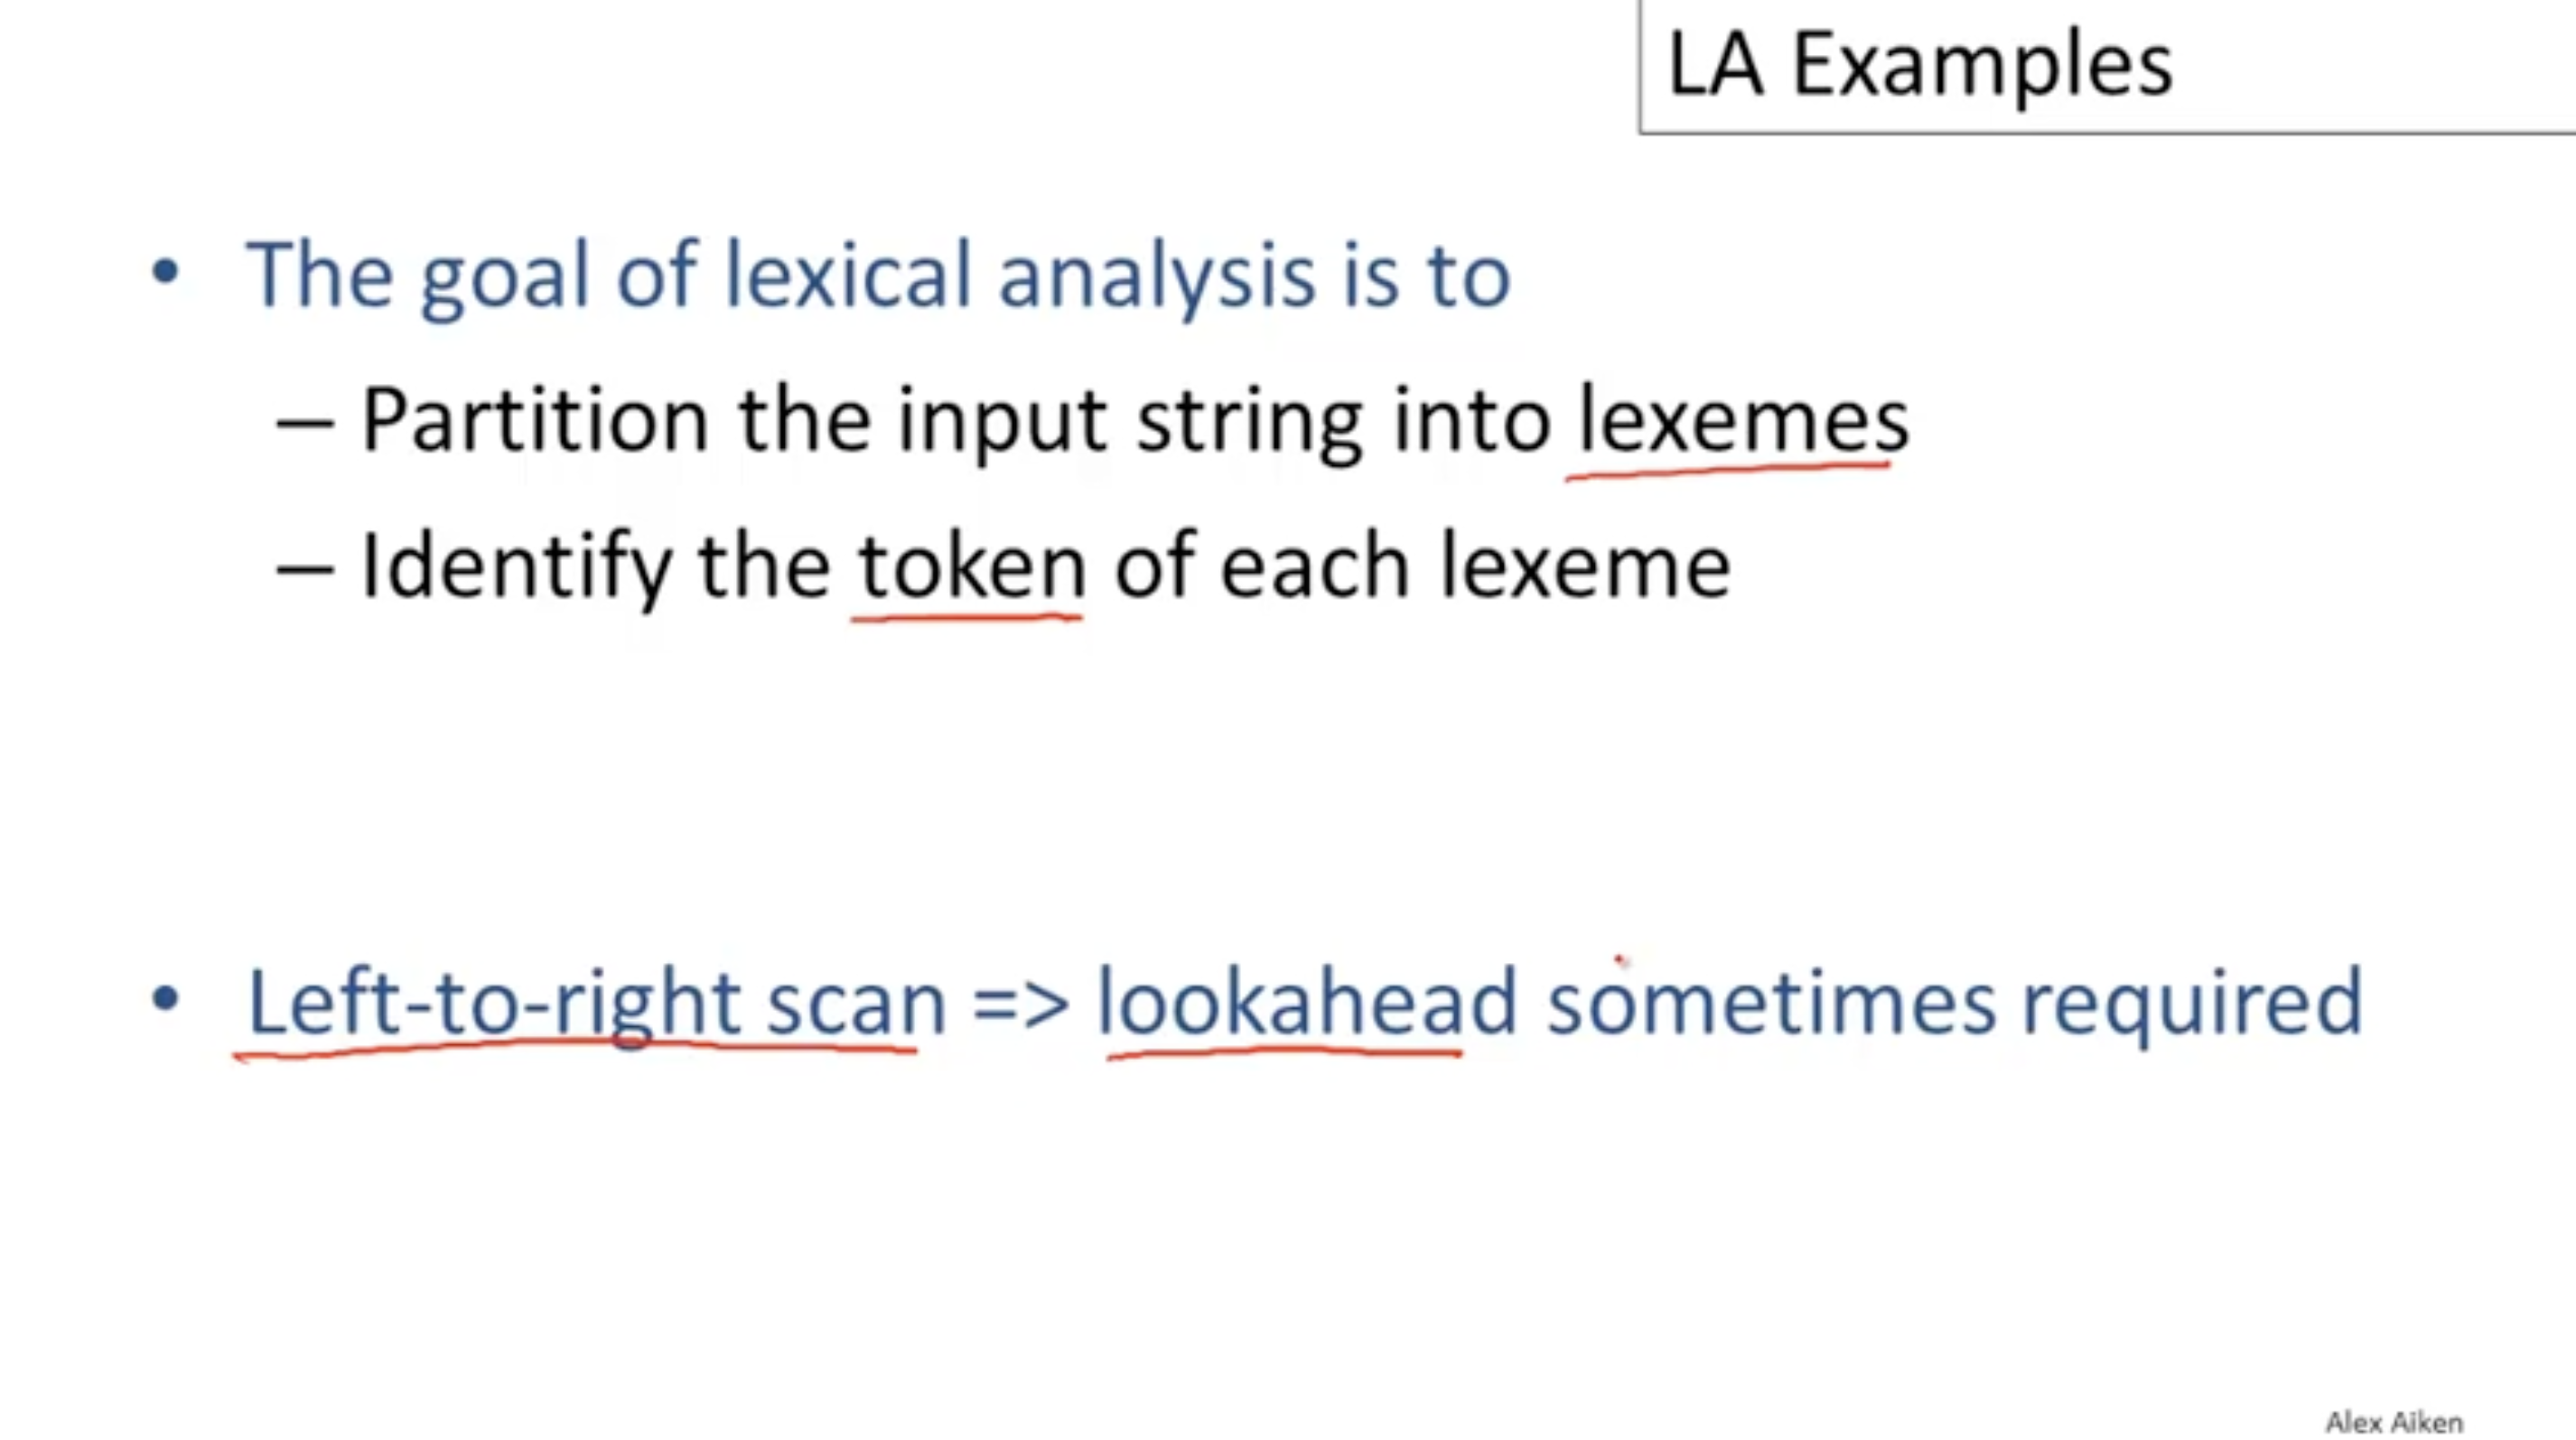 LA Examples
• The goal of lexical analysis is to
– Partition the input string into lexemes
– Identify the token of each lexeme
• Left-to-right scan => lookahead sometimes required
Alex Aiken